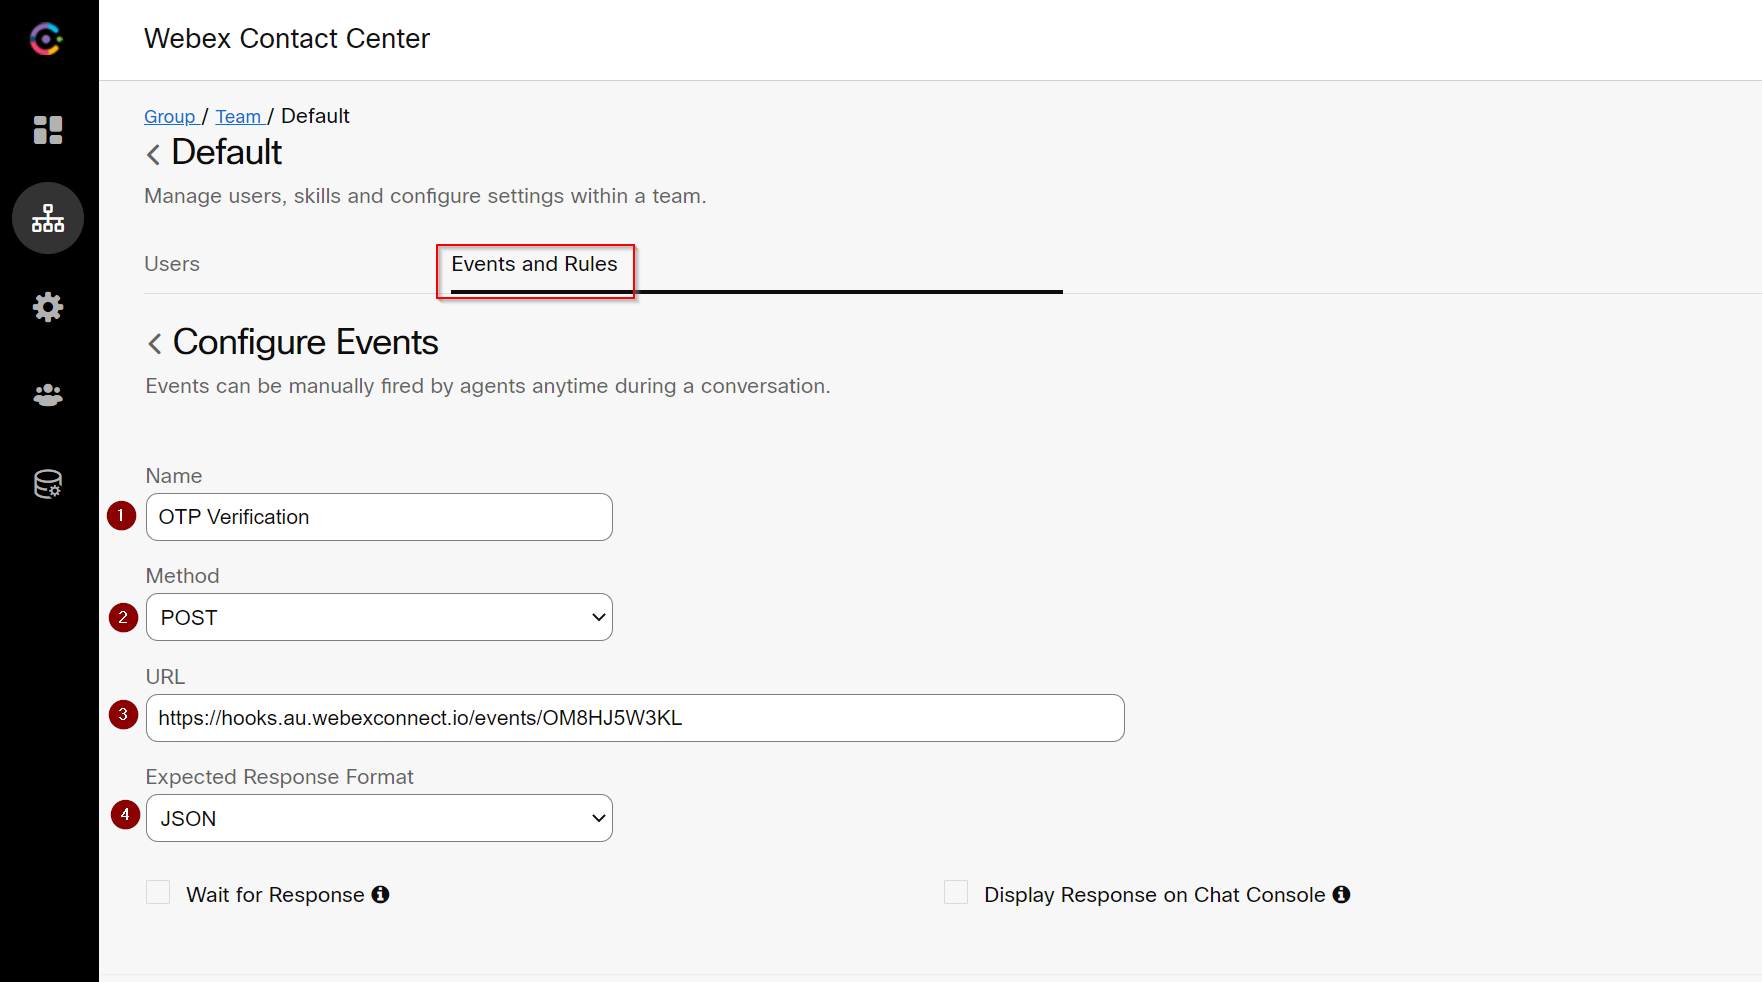 Webex Contact Center
Group / Team / Default
Default
Manage users, skills and configure settings within a team.
Users
Events and Rules
Configure Events
Events can be manually fired by agents anytime during a conversation.
Name
1
OTP Verification
Method
2
POST
URL
3
https://hooks.au.webexconnect.io/events/OM8HJ5W3KL
Expected Response Format
4
JSON
Wait for Response
Display Response on Chat Console